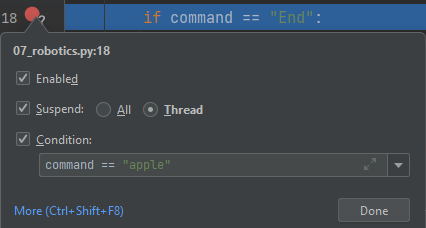 18 ? if command == "End":
07_robotics.py:18
Enabled
Suspend: All Thread
Condition:
command == "apple"
More (Ctrl+Shift+F8) Done